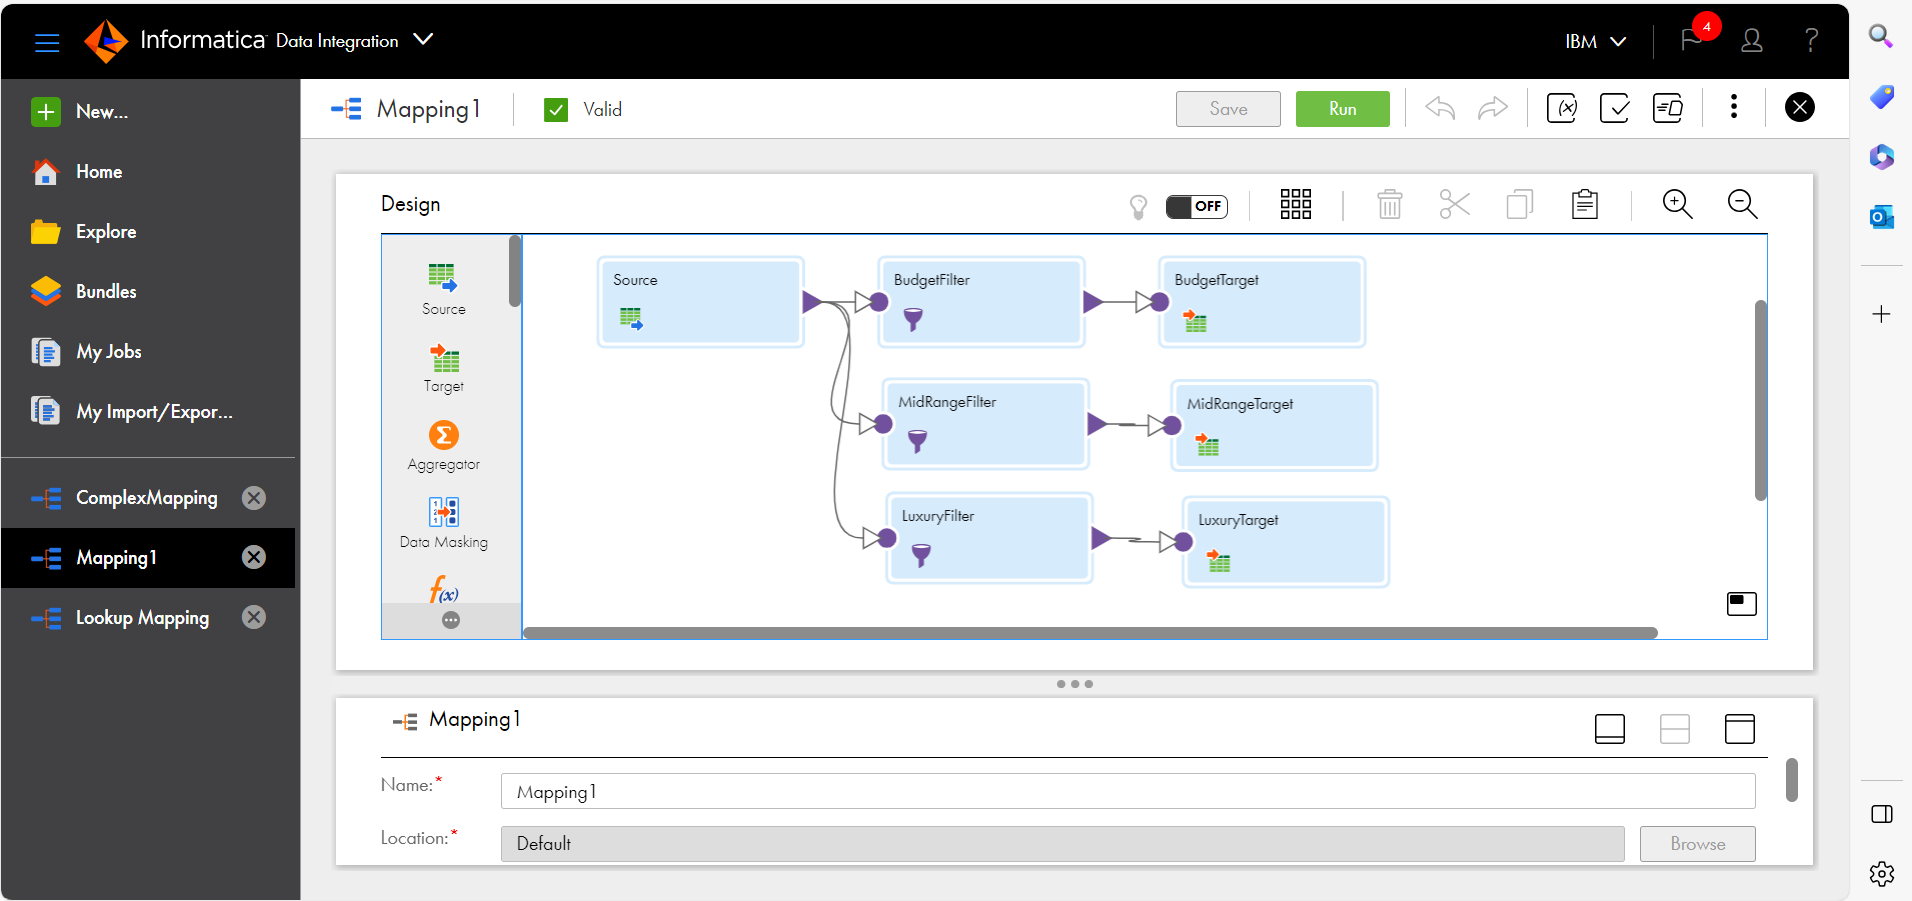 Informatica Data Integration
IBM
4
?
New...
Home
Explore
Bundles
My Jobs
My Import/Expor...
ComplexMapping
Mapping1
Lookup Mapping
Mapping1
Valid
Save
Run
(x)
Design
OFF
Source
Target
Aggregator
Data Masking
f(x)
Source
BudgetFilter
BudgetTarget
MidRangeFilter
MidRangeTarget
LuxuryFilter
LuxuryTarget
Mapping1
Name:*
Mapping1
Location:*
Default
Browse